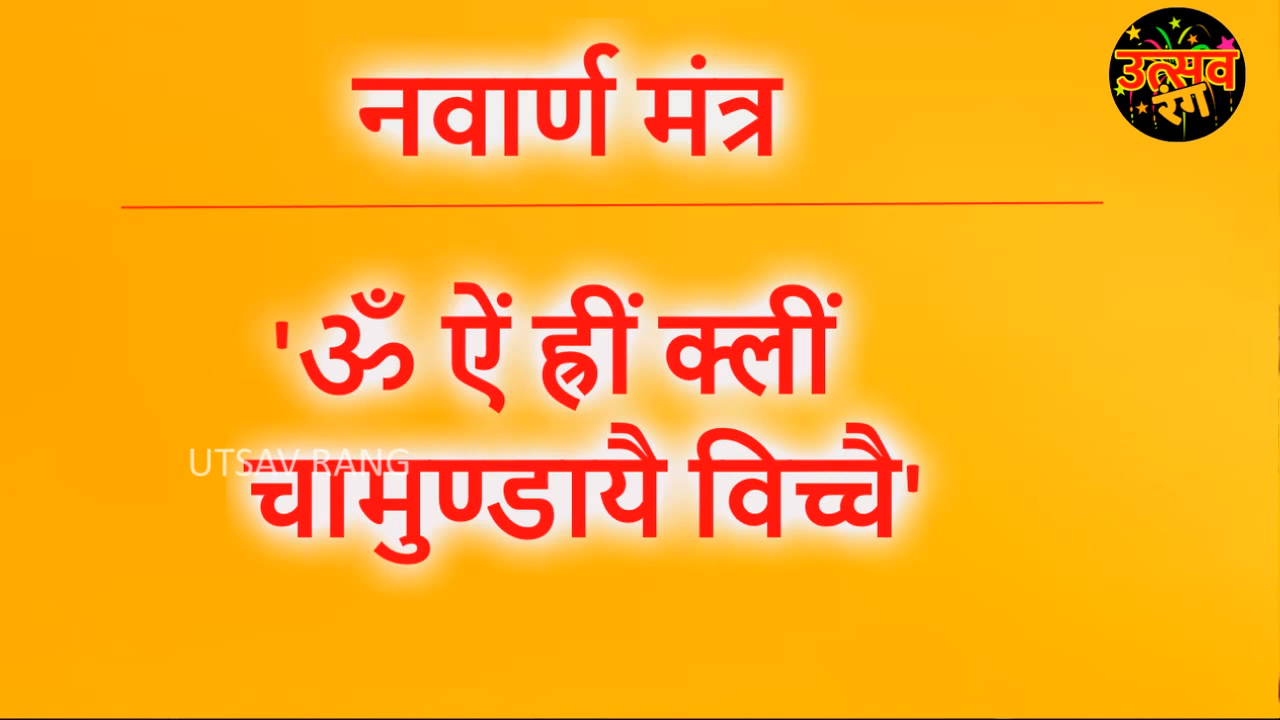 नवार्ण मंत्र
उत्सव
रंग
'ॐ ऐं ह्रीं क्लीं
चामुण्डायै विच्चै'
UTSAV RANG